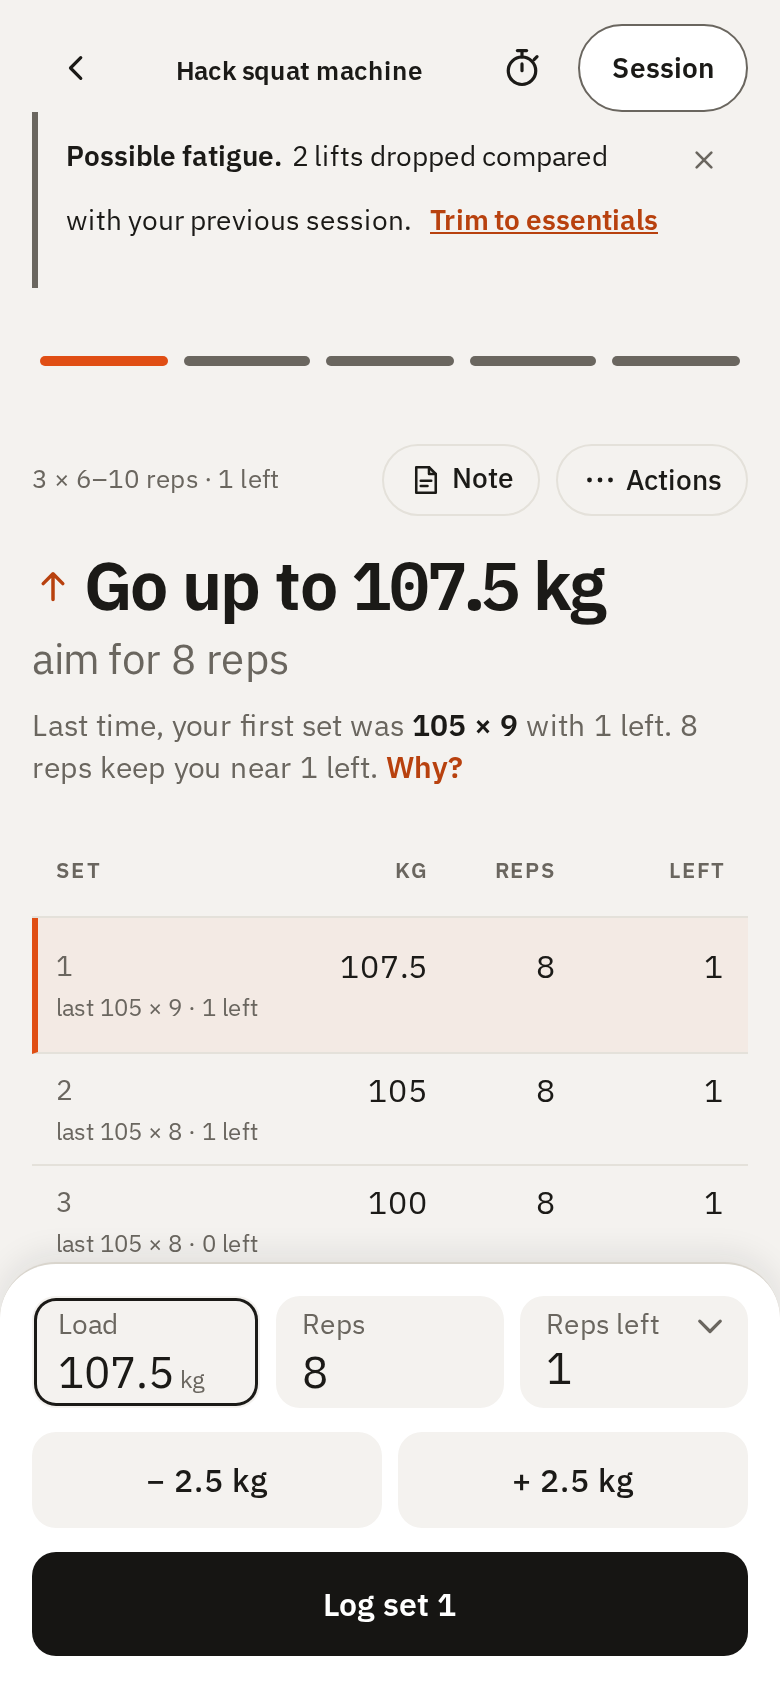 Hack squat machine
Session
Possible fatigue. 2 lifts dropped compared
with your previous session. Trim to essentials
3 × 6–10 reps · 1 left
Note
Actions
Go up to 107.5 kg
aim for 8 reps
Last time, your first set was 105 × 9 with 1 left. 8
reps keep you near 1 left. Why?
SET KG REPS LEFT
1 107.5 8 1
last 105 × 9 · 1 left
2 105 8 1
last 105 × 8 · 1 left
3 100 8 1
last 105 × 8 · 0 left
Load Reps Reps left
107.5 kg 8 1
– 2.5 kg + 2.5 kg
Log set 1